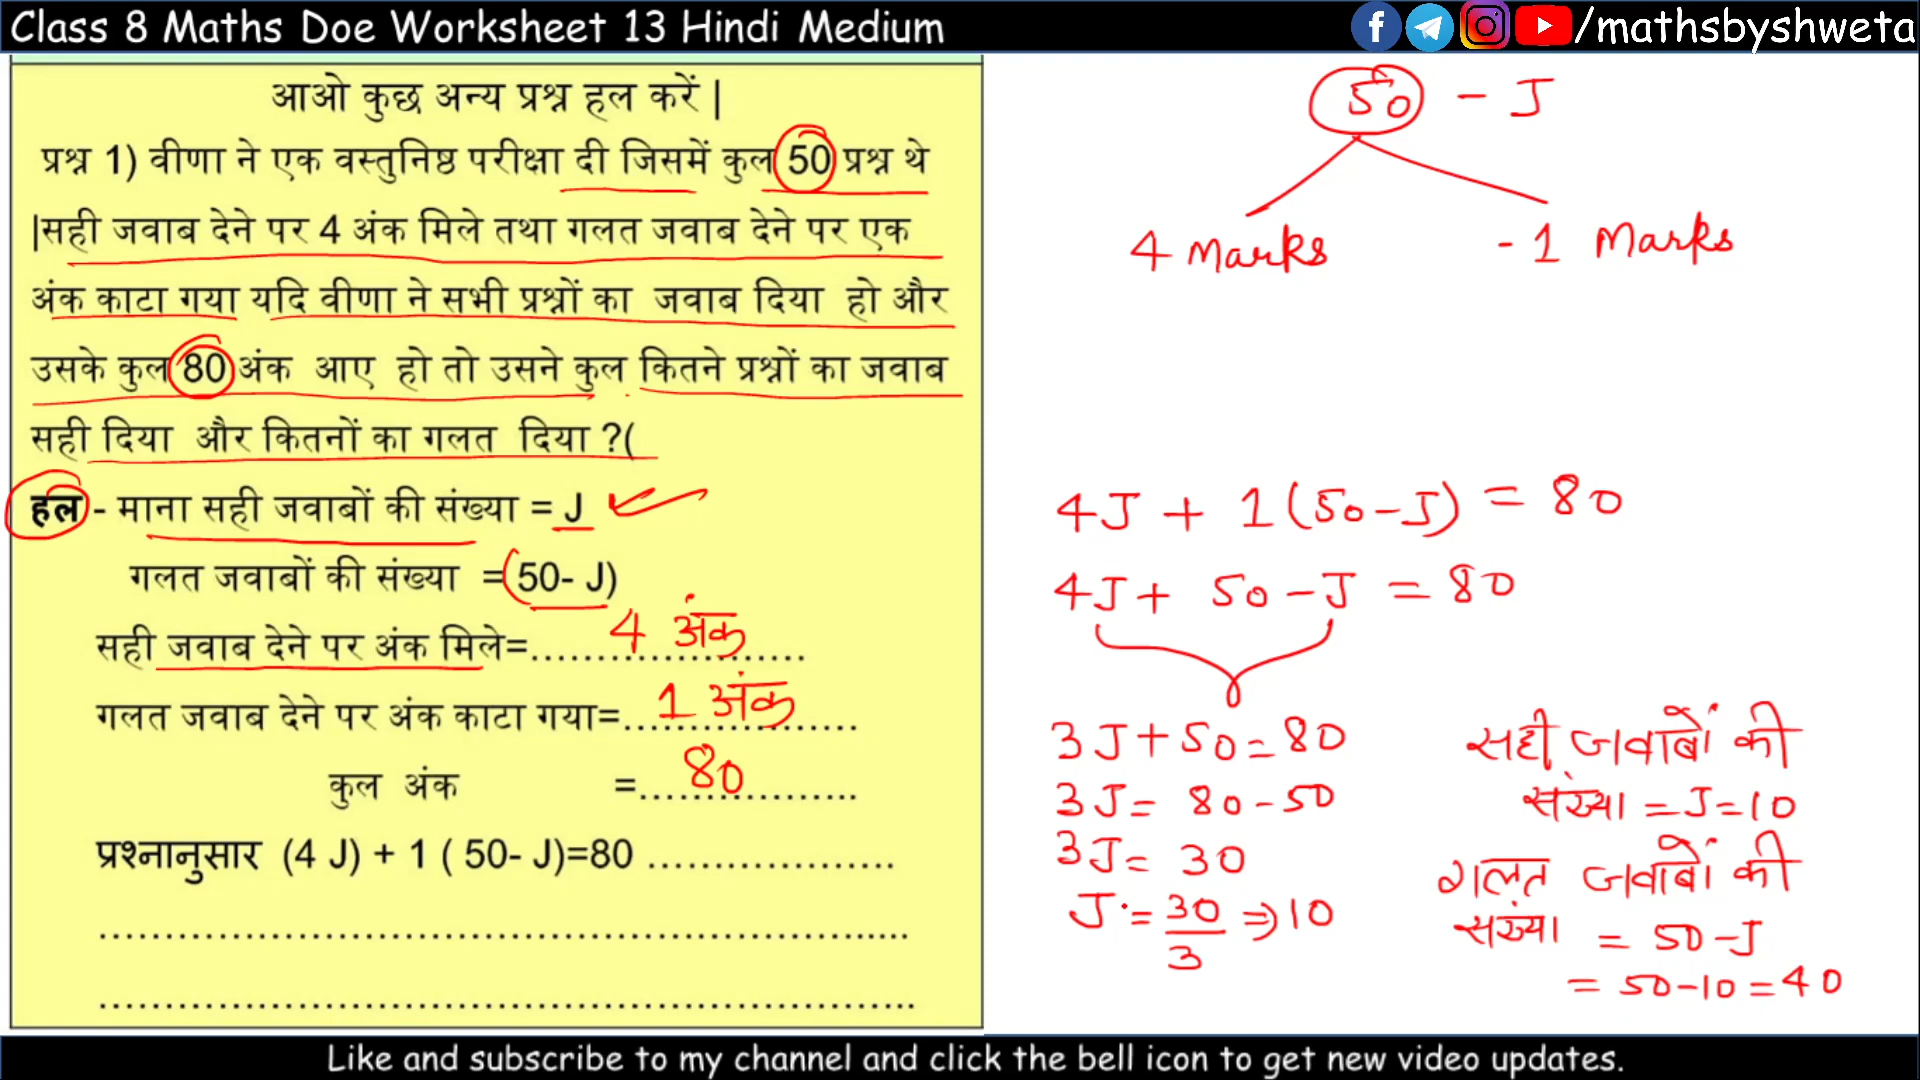 Class 8 Maths Doe Worksheet 13 Hindi Medium
/mathsbyshweta
आओ कुछ अन्य प्रश्न हल करें |
प्रश्न 1) वीणा ने एक वस्तुनिष्ठ परीक्षा दी जिसमें कुल 50 प्रश्न थे
|सही जवाब देने पर 4 अंक मिले तथा गलत जवाब देने पर एक
अंक काटा गया यदि वीणा ने सभी प्रश्नों का जवाब दिया हो और
उसके कुल 80 अंक आए हो तो उसने कुल कितने प्रश्नों का जवाब
सही दिया और कितनों का गलत दिया ?(
हल - माना सही जवाबों की संख्या = J
गलत जवाबों की संख्या = (50- J)
सही जवाब देने पर अंक मिले=..... 4 अंक .....
गलत जवाब देने पर अंक काटा गया=..... 1 अंक .....
कुल अंक =..... 80 .....
प्रश्नानुसार (4 J) + 1 ( 50- J)=80 ...................
50 - J
4 Marks -1 Marks
4J + 1(50-J) = 80
4J + 50 - J = 80
3J+50=80
3J= 80-50
3J= 30
J = 30/3 ⇒ 10
सही जवाबों की
संख्या = J = 10
गलत जवाबों की
संख्या = 50-J
= 50-10=40
Like and subscribe to my channel and click the bell icon to get new video updates.